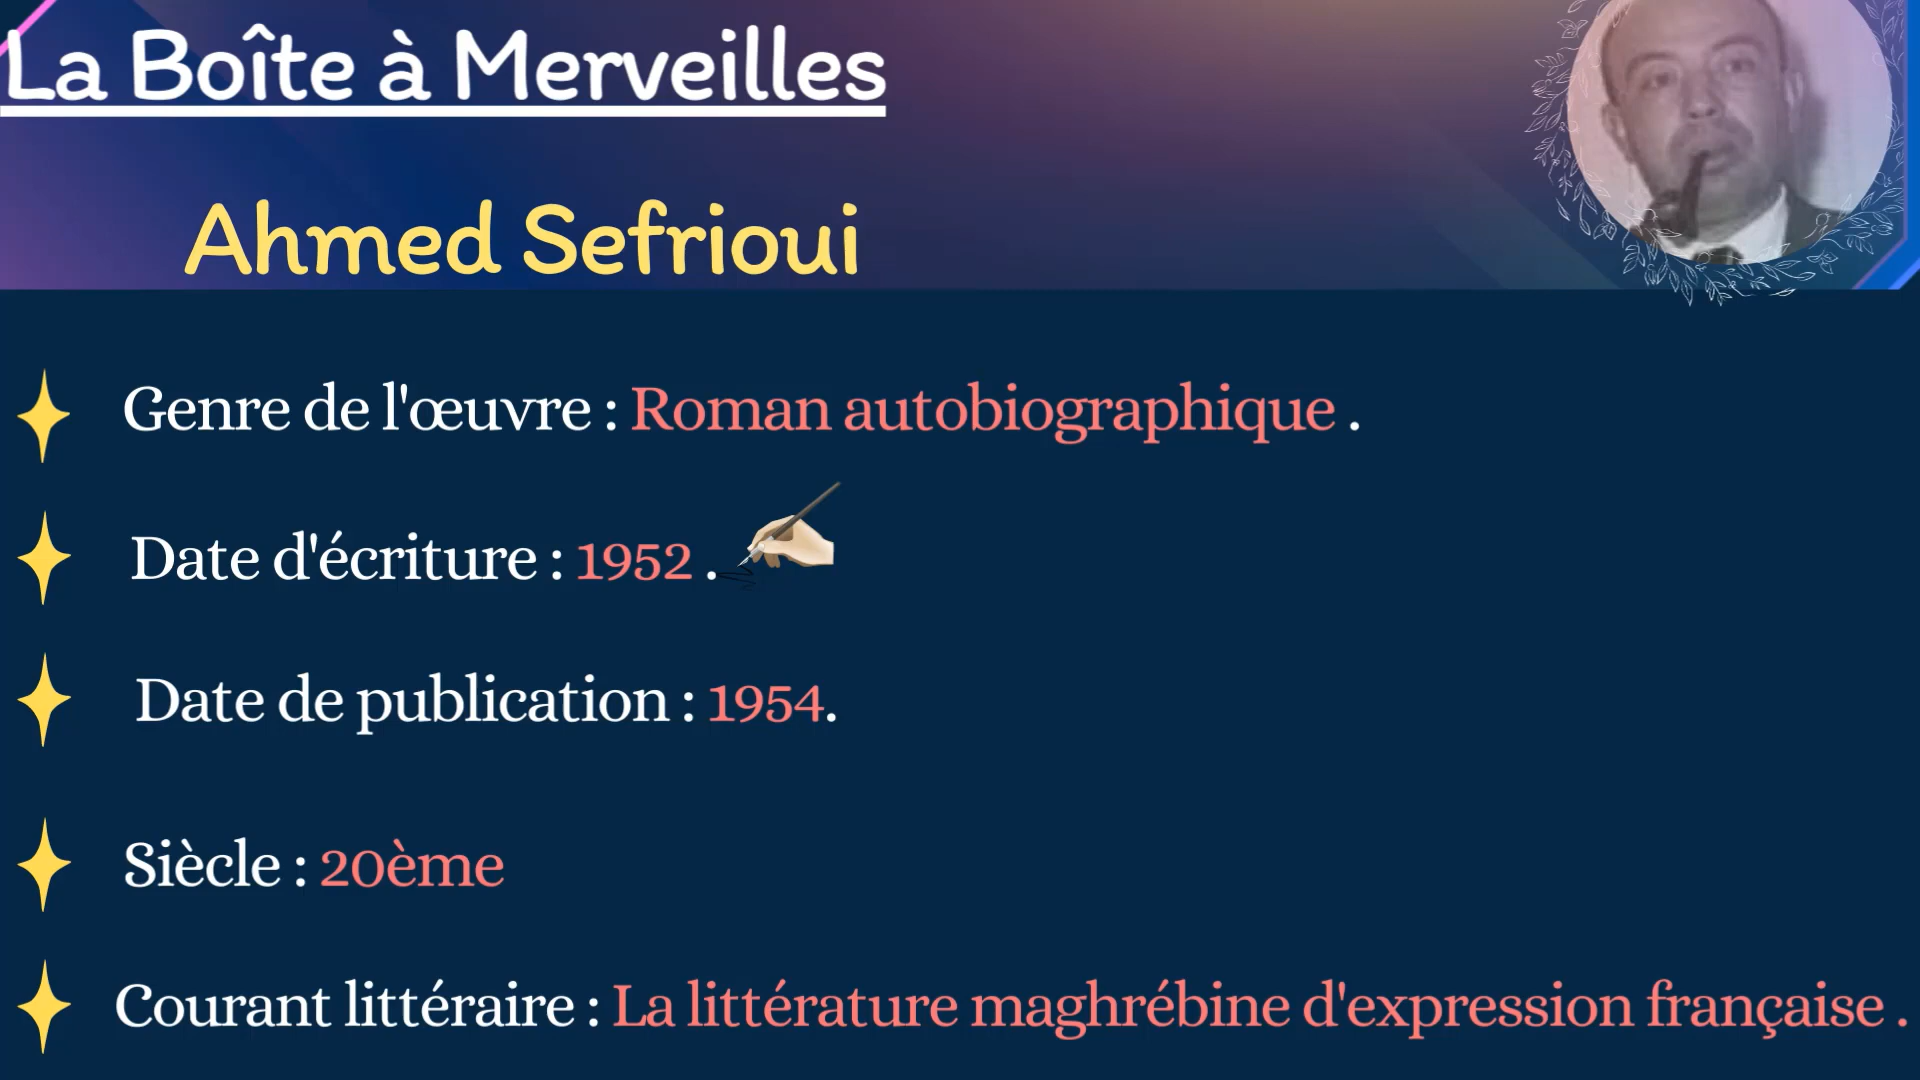 La Boîte à Merveilles
Ahmed Sefrioui
Genre de l'œuvre : Roman autobiographique .
Date d'écriture : 1952 .
Date de publication : 1954.
Siècle : 20ème
Courant littéraire : La littérature maghrébine d'expression française .